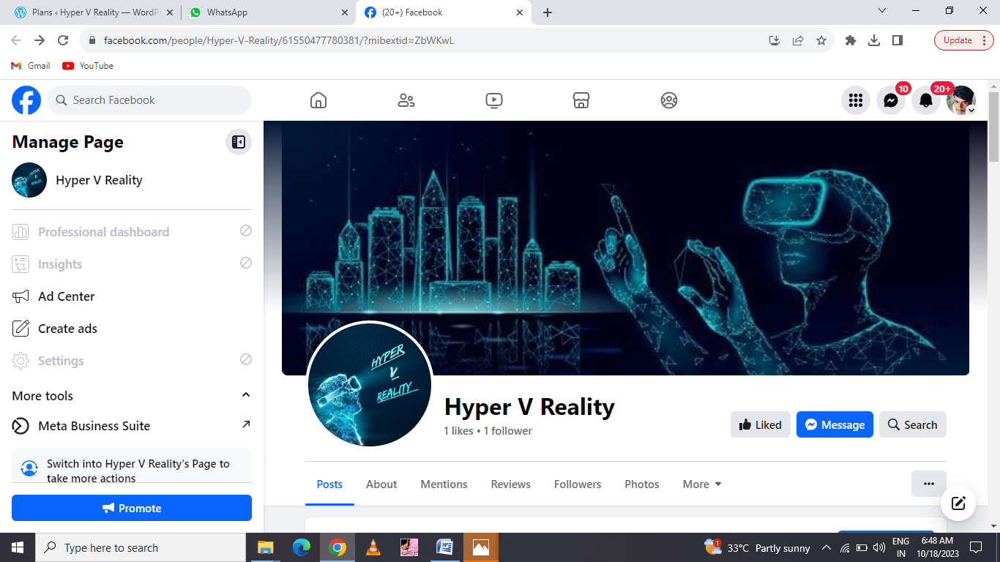 Plans ‹ Hyper V Reality — WordP
WhatsApp
(20+) Facebook
facebook.com/people/Hyper-V-Reality/61550477780381/?mibextid=ZbWKwL
Update
Gmail
YouTube
Search Facebook
10
20+
Manage Page
Hyper V Reality
Professional dashboard
Insights
Ad Center
Create ads
Settings
More tools
Meta Business Suite
Switch into Hyper V Reality's Page to
take more actions
Promote
HYPER
V
REALITY
Hyper V Reality
1 likes • 1 follower
Liked
Message
Search
Posts
About
Mentions
Reviews
Followers
Photos
More
Type here to search
1
33°C Partly sunny
ENG
IN
6:48 AM
10/18/2023